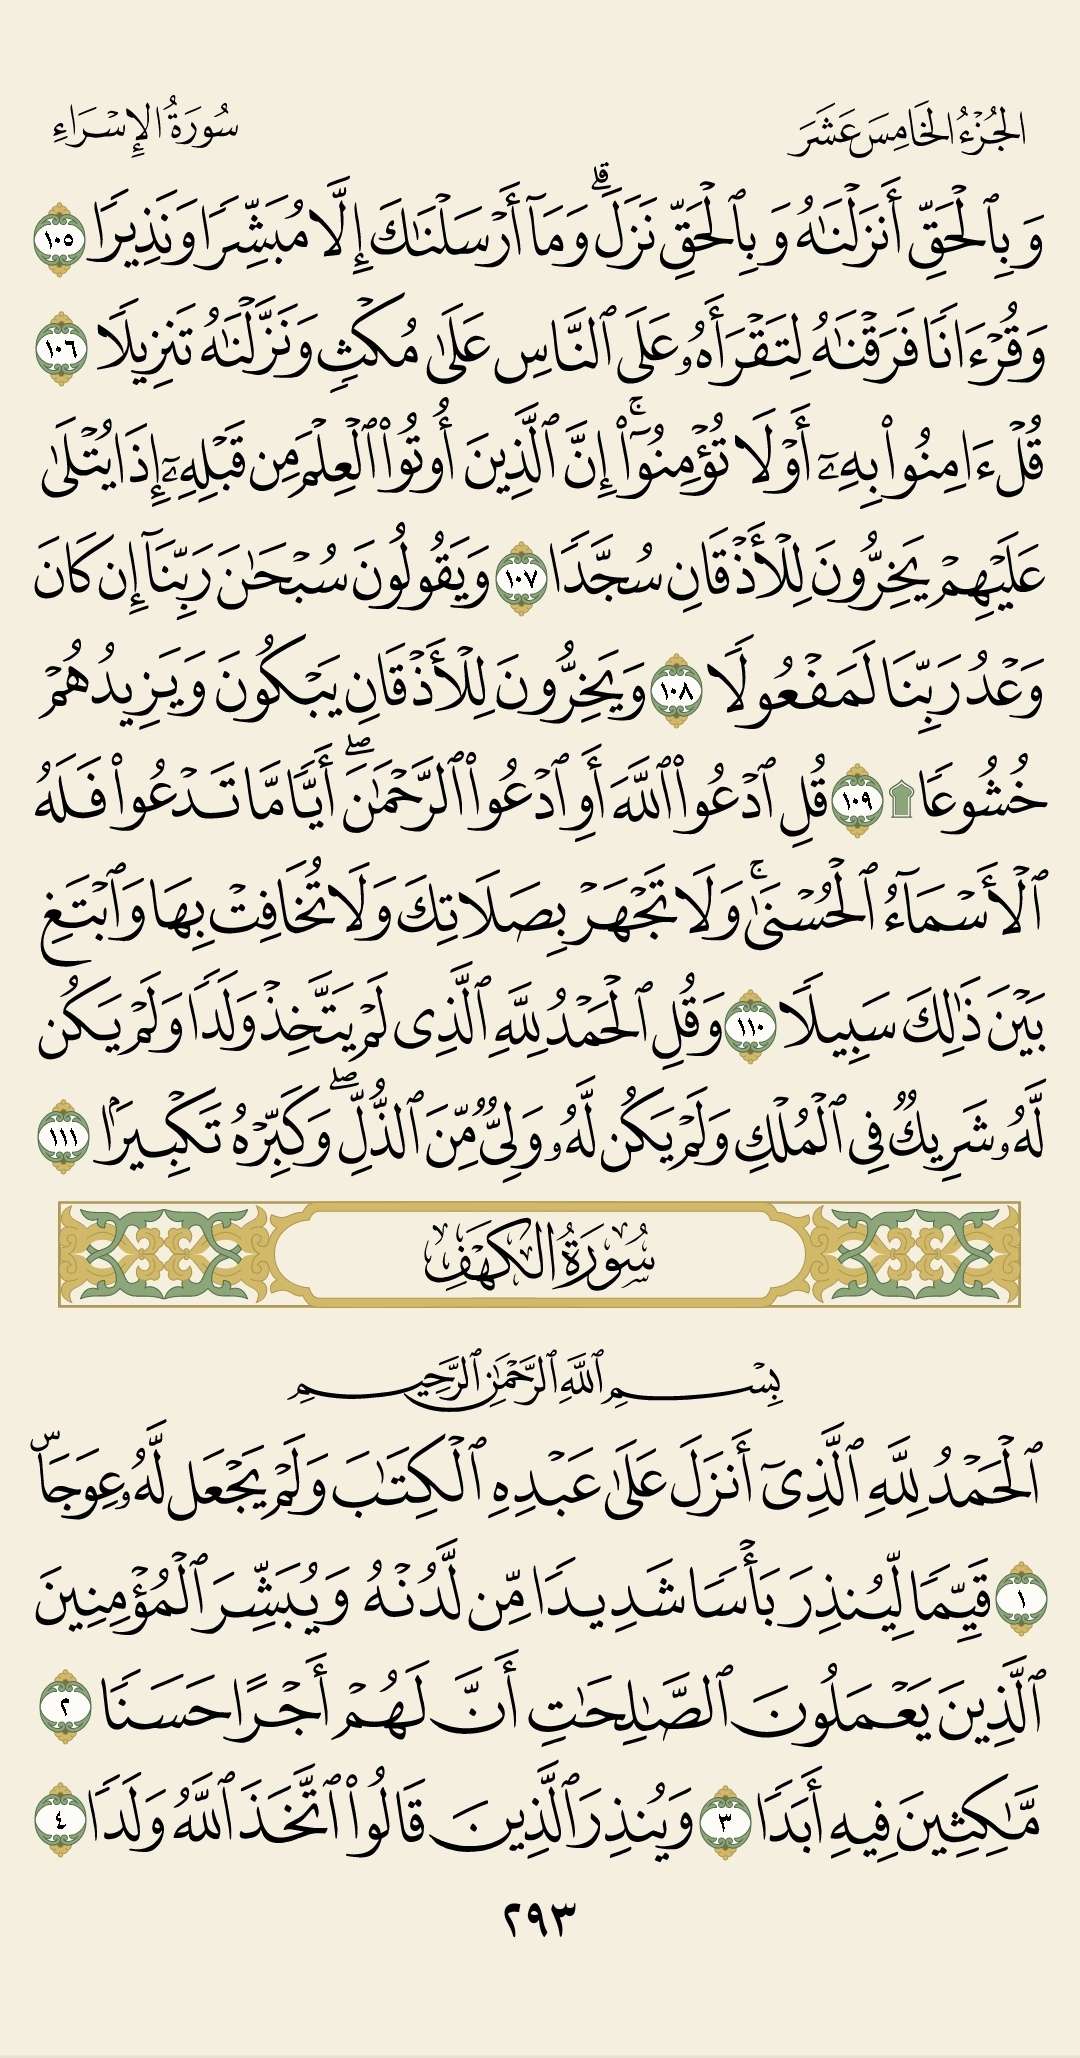 الجُزْءُ الخَامِسَ عَشَرَ
سُورَةُ الإِسْرَاءِ
وَبِٱلْحَقِّ أَنزَلْنَٰهُ وَبِٱلْحَقِّ نَزَلَ ۗ وَمَآ أَرْسَلْنَٰكَ إِلَّا مُبَشِّرًا وَنَذِيرًا ١٠٥
وَقُرْءَانًا فَرَقْنَٰهُ لِتَقْرَأَهُۥ عَلَى ٱلنَّاسِ عَلَىٰ مُكْثٍ وَنَزَّلْنَٰهُ تَنزِيلًا ١٠٦
قُلْ ءَامِنُوا۟ بِهِۦٓ أَوْ لَا تُؤْمِنُوٓا۟ ۚ إِنَّ ٱلَّذِينَ أُوتُوا۟ ٱلْعِلْمَ مِن قَبْلِهِۦٓ إِذَا يُتْلَىٰ
عَلَيْهِمْ يَخِرُّونَ لِلْأَذْقَانِ سُجَّدًا ١٠٧ وَيَقُولُونَ سُبْحَٰنَ رَبِّنَآ إِن كَانَ
وَعْدُ رَبِّنَا لَمَفْعُولًا ١٠٨ وَيَخِرُّونَ لِلْأَذْقَانِ يَبْكُونَ وَيَزِيدُهُمْ
خُشُوعًا ۩ ١٠٩ قُلِ ٱدْعُوا۟ ٱللَّهَ أَوِ ٱدْعُوا۟ ٱلرَّحْمَٰنَ ۖ أَيًّا مَّا تَدْعُوا۟ فَلَهُ
ٱلْأَسْمَآءُ ٱلْحُسْنَىٰ ۚ وَلَا تَجْهَرْ بِصَلَاتِكَ وَلَا تُخَافِتْ بِهَا وَٱبْتَغِ
بَيْنَ ذَٰلِكَ سَبِيلًا ١١٠ وَقُلِ ٱلْحَمْدُ لِلَّهِ ٱلَّذِى لَمْ يَتَّخِذْ وَلَدًا وَلَمْ يَكُن
لَّهُۥ شَرِيكٌ فِى ٱلْمُلْكِ وَلَمْ يَكُن لَّهُۥ وَلِىٌّ مِّنَ ٱلذُّلِّ ۖ وَكَبِّرْهُ تَكْبِيرًۢا ١١١
سُورَةُ الكَهْفِ
بِسْمِ ٱللَّهِ ٱلرَّحْمَٰنِ ٱلرَّحِيمِ
ٱلْحَمْدُ لِلَّهِ ٱلَّذِىٓ أَنزَلَ عَلَىٰ عَبْدِهِ ٱلْكِتَٰبَ وَلَمْ يَجْعَل لَّهُۥ عِوَجَاۜ
١ قَيِّمًا لِّيُنذِرَ بَأْسًا شَدِيدًا مِّن لَّدُنْهُ وَيُبَشِّرَ ٱلْمُؤْمِنِينَ
ٱلَّذِينَ يَعْمَلُونَ ٱلصَّٰلِحَٰتِ أَنَّ لَهُمْ أَجْرًا حَسَنًا ٢
مَّٰكِثِينَ فِيهِ أَبَدًا ٣ وَيُنذِرَ ٱلَّذِينَ قَالُوا۟ ٱتَّخَذَ ٱللَّهُ وَلَدًا ٤
٢٩٣